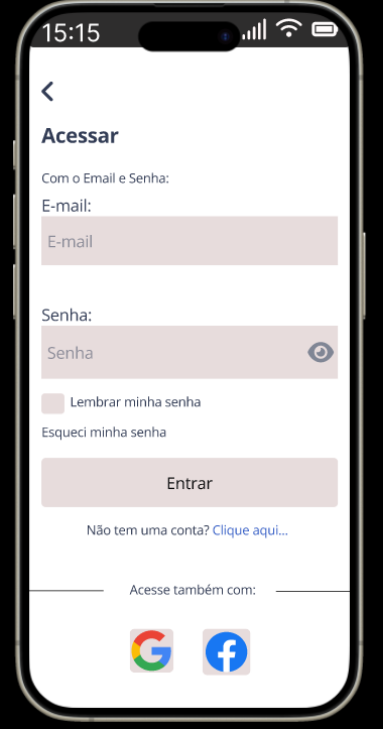 15:15
Acessar
Com o Email e Senha:
E-mail:
E-mail
Senha:
Senha
Lembrar minha senha
Esqueci minha senha
Entrar
Não tem uma conta? Clique aqui...
Acesse também com: